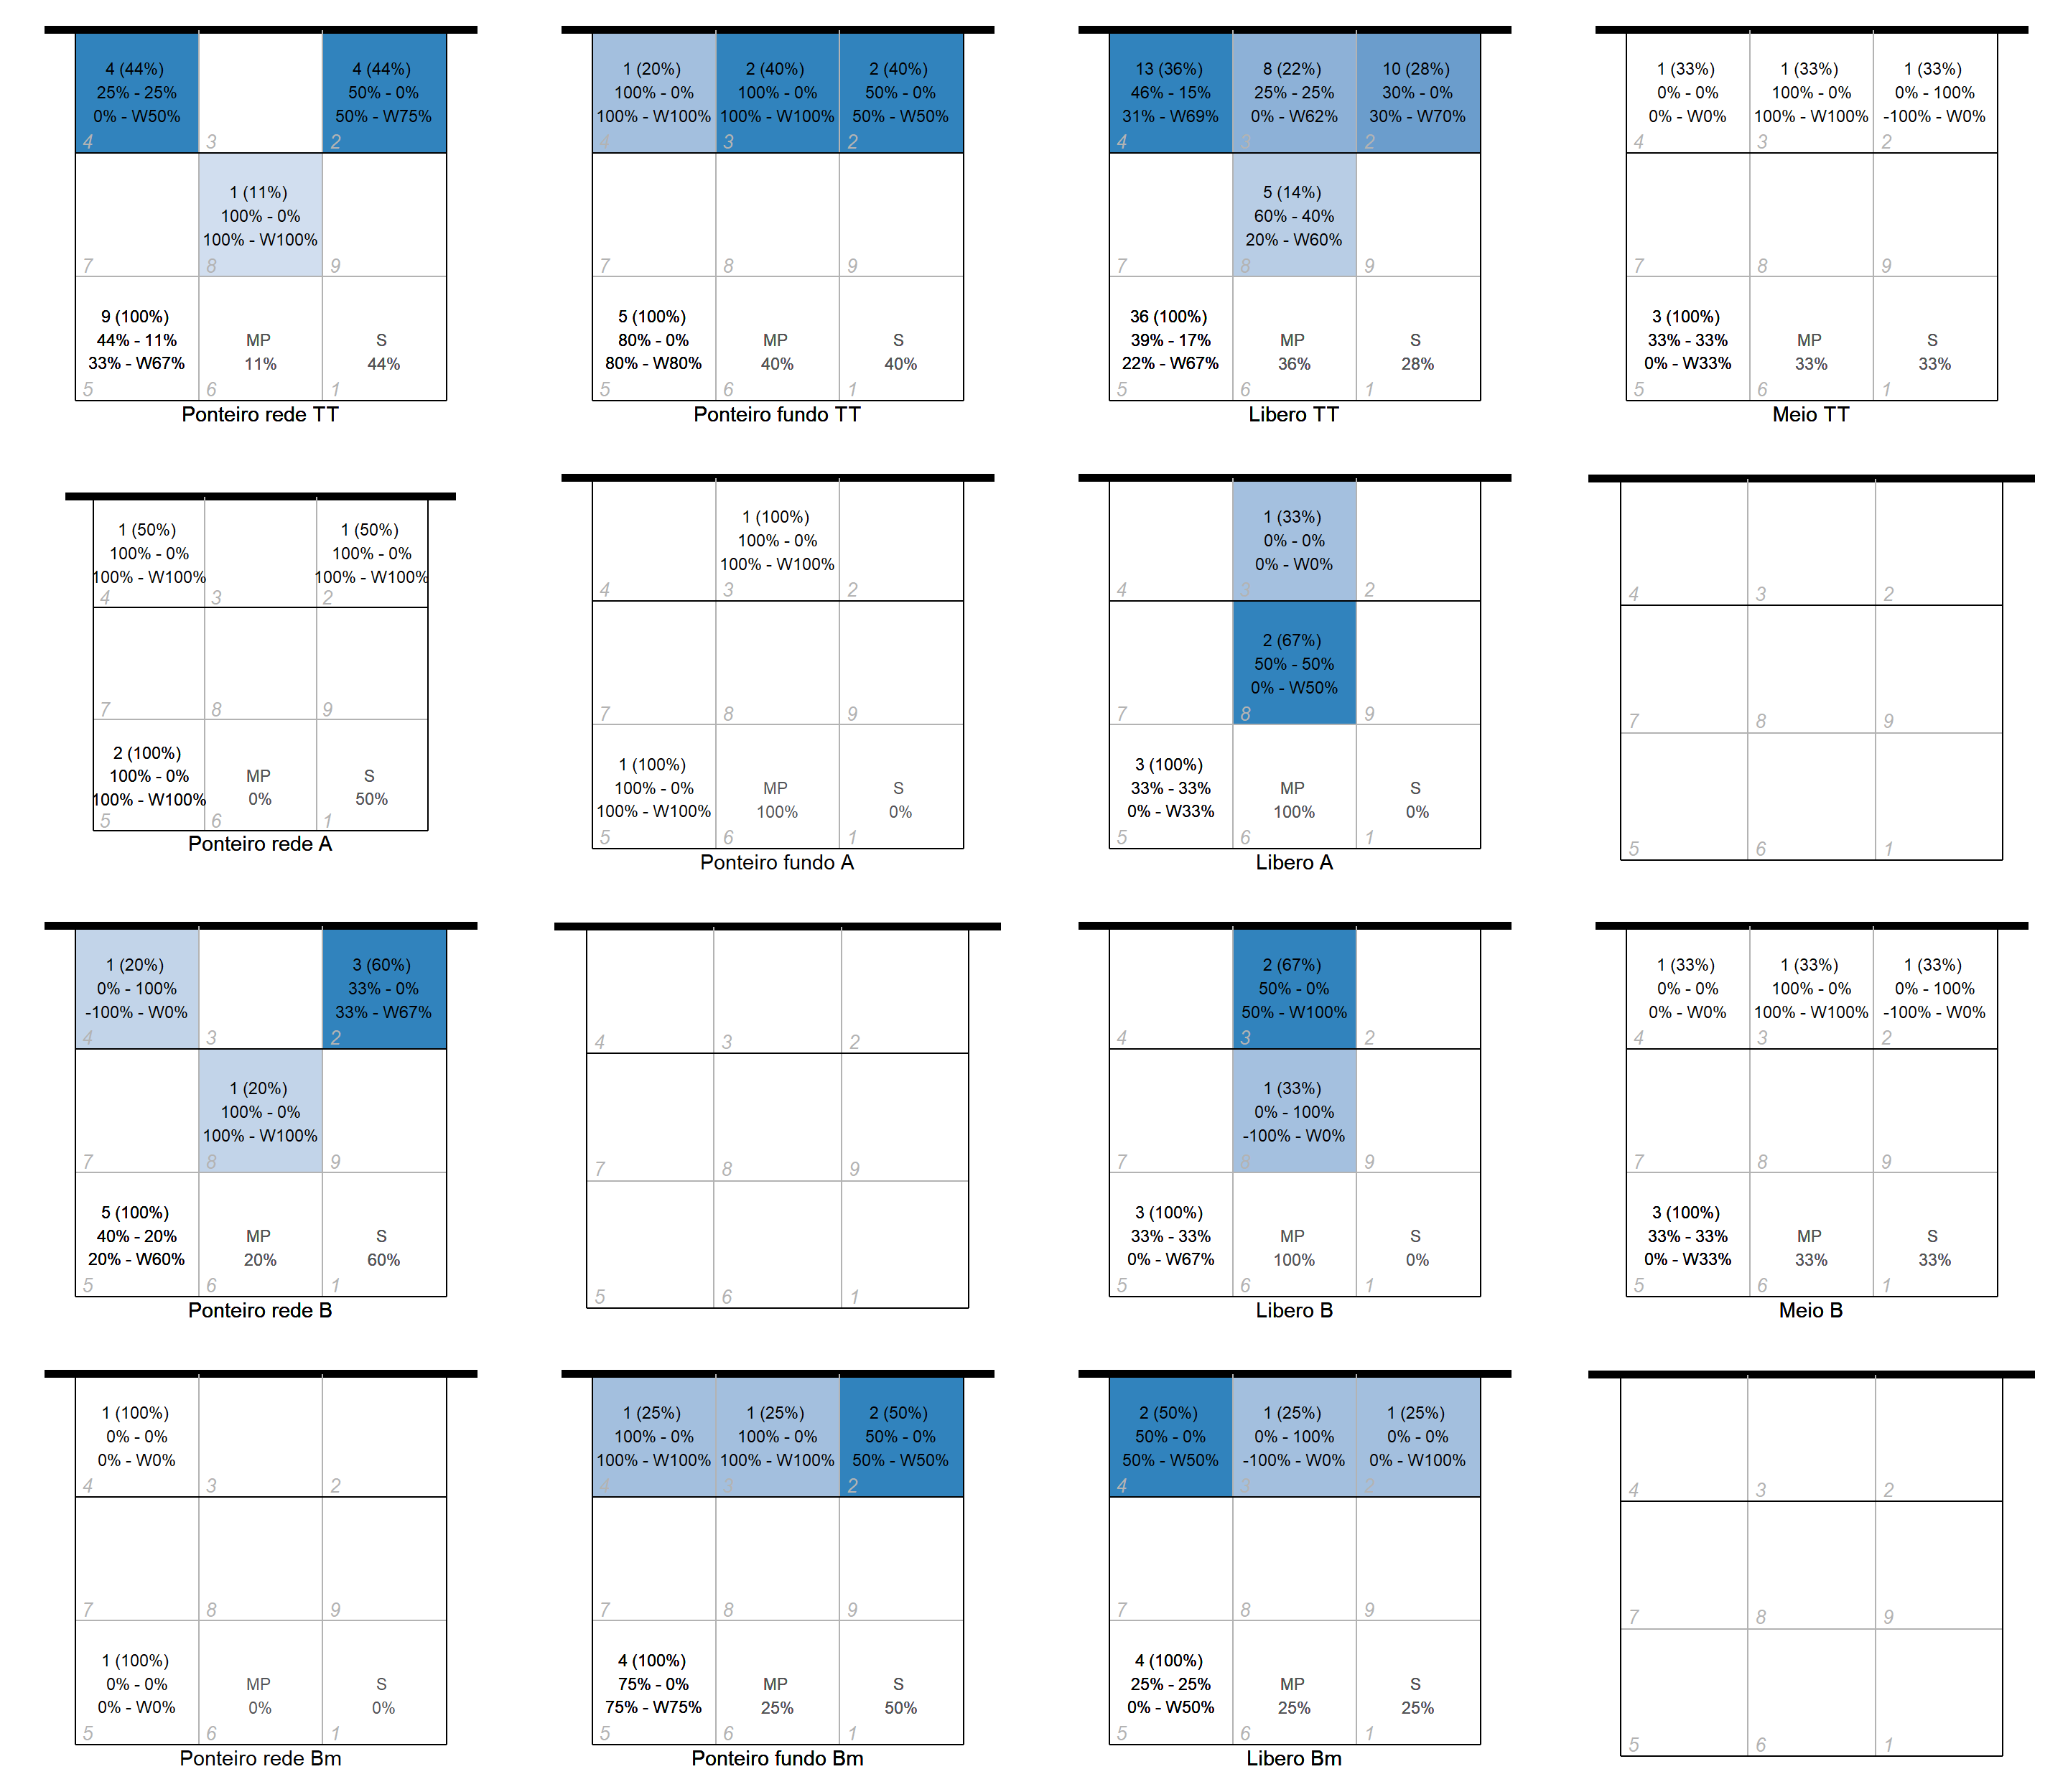 4 (44%)
25% - 25%
0% - W50%
4
3
4 (44%)
50% - 0%
50% - W75%
2
7
1 (11%)
100% - 0%
100% - W100%
8
9
9 (100%)
44% - 11%
33% - W67%
5
MP
11%
6
S
44%
1
Ponteiro rede TT
1 (20%)
100% - 0%
100% - W100%
4
2 (40%)
100% - 0%
100% - W100%
3
2 (40%)
50% - 0%
50% - W50%
2
7
8
9
5 (100%)
80% - 0%
80% - W80%
5
MP
40%
6
S
40%
1
Ponteiro fundo TT
13 (36%)
46% - 15%
31% - W69%
4
8 (22%)
25% - 25%
0% - W62%
3
10 (28%)
30% - 0%
30% - W70%
2
7
5 (14%)
60% - 40%
20% - W60%
8
9
36 (100%)
39% - 17%
22% - W67%
5
MP
36%
6
S
28%
1
Libero TT
1 (33%)
0% - 0%
0% - W0%
4
1 (33%)
100% - 0%
100% - W100%
3
1 (33%)
0% - 100%
-100% - W0%
2
7
8
9
3 (100%)
33% - 33%
0% - W33%
5
MP
33%
6
S
33%
1
Meio TT
1 (50%)
100% - 0%
100% - W100%
4
3
1 (50%)
100% - 0%
100% - W100%
2
7
8
9
2 (100%)
100% - 0%
100% - W100%
5
MP
0%
6
S
50%
1
Ponteiro rede A
4
1 (100%)
100% - 0%
100% - W100%
3
2
7
8
9
1 (100%)
100% - 0%
100% - W100%
5
MP
100%
6
S
0%
1
Ponteiro fundo A
4
1 (33%)
0% - 0%
0% - W0%
3
2
7
2 (67%)
50% - 50%
0% - W50%
8
9
3 (100%)
33% - 33%
0% - W33%
5
MP
100%
6
S
0%
1
Libero A
4
3
2
7
8
9
5
6
1
1 (20%)
0% - 100%
-100% - W0%
4
3
3 (60%)
33% - 0%
33% - W67%
2
7
1 (20%)
100% - 0%
100% - W100%
8
9
5 (100%)
40% - 20%
20% - W60%
5
MP
20%
6
S
60%
1
Ponteiro rede B
4
3
2
7
8
9
5
6
1
4
2 (67%)
50% - 0%
50% - W100%
3
2
7
1 (33%)
0% - 100%
-100% - W0%
8
9
3 (100%)
33% - 33%
0% - W67%
5
MP
100%
6
S
0%
1
Libero B
1 (33%)
0% - 0%
0% - W0%
4
1 (33%)
100% - 0%
100% - W100%
3
1 (33%)
0% - 100%
-100% - W0%
2
7
8
9
3 (100%)
33% - 33%
0% - W33%
5
MP
33%
6
S
33%
1
Meio B
1 (100%)
0% - 0%
0% - W0%
4
3
2
7
8
9
1 (100%)
0% - 0%
0% - W0%
5
MP
0%
6
S
0%
1
Ponteiro rede Bm
1 (25%)
100% - 0%
100% - W100%
4
1 (25%)
100% - 0%
100% - W100%
3
2 (50%)
50% - 0%
50% - W50%
2
7
8
9
4 (100%)
75% - 0%
75% - W75%
5
MP
25%
6
S
50%
1
Ponteiro fundo Bm
2 (50%)
50% - 0%
50% - W50%
4
1 (25%)
0% - 100%
-100% - W0%
3
1 (25%)
0% - 0%
0% - W100%
2
7
8
9
4 (100%)
25% - 25%
0% - W50%
5
MP
25%
6
S
25%
1
Libero Bm
4
3
2
7
8
9
5
6
1